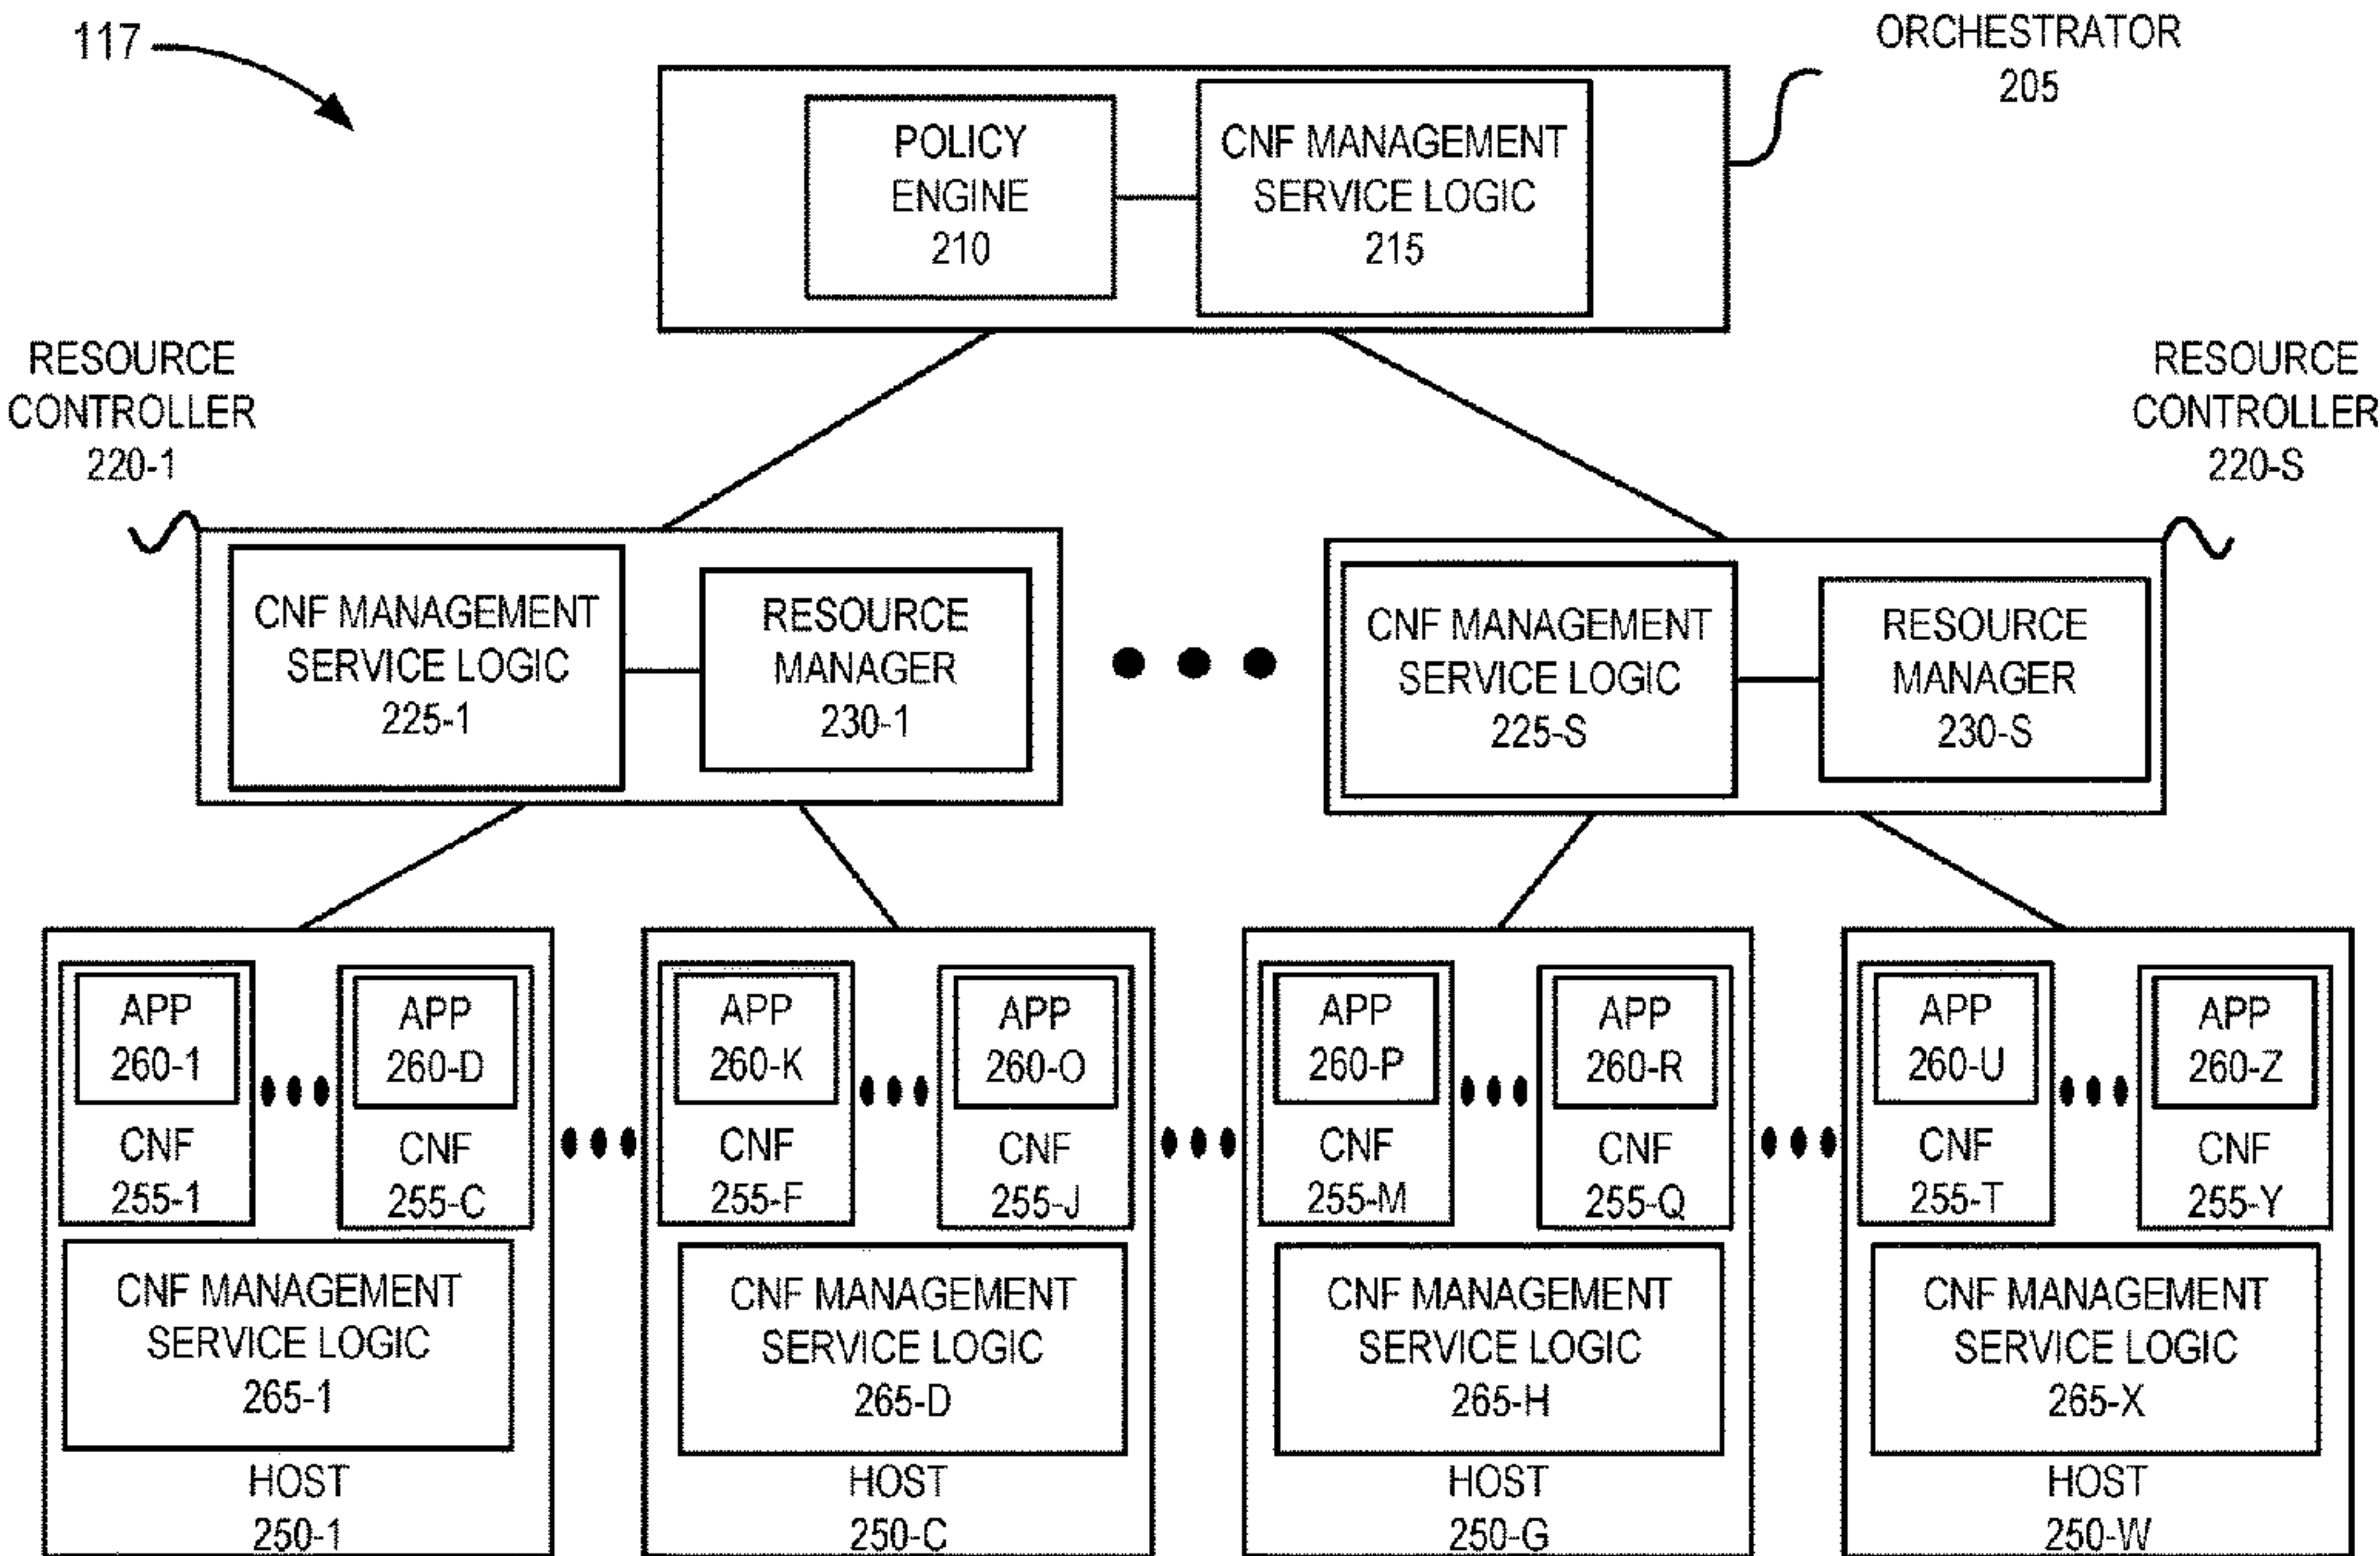 117
ORCHESTRATOR
205
POLICY
ENGINE
210
CNF MANAGEMENT
SERVICE LOGIC
215
RESOURCE
CONTROLLER
220-1
RESOURCE
CONTROLLER
220-S
CNF MANAGEMENT
SERVICE LOGIC
225-1
RESOURCE
MANAGER
230-1
CNF MANAGEMENT
SERVICE LOGIC
225-S
RESOURCE
MANAGER
230-S
APP
260-1
CNF
255-1
APP
260-D
CNF
255-C
CNF MANAGEMENT
SERVICE LOGIC
265-1
HOST
250-1
APP
260-K
CNF
255-F
APP
260-O
CNF
255-J
CNF MANAGEMENT
SERVICE LOGIC
265-D
HOST
250-C
APP
260-P
CNF
255-M
APP
260-R
CNF
255-Q
CNF MANAGEMENT
SERVICE LOGIC
265-H
HOST
250-G
APP
260-U
CNF
255-T
APP
260-Z
CNF
255-Y
CNF MANAGEMENT
SERVICE LOGIC
265-X
HOST
250-W